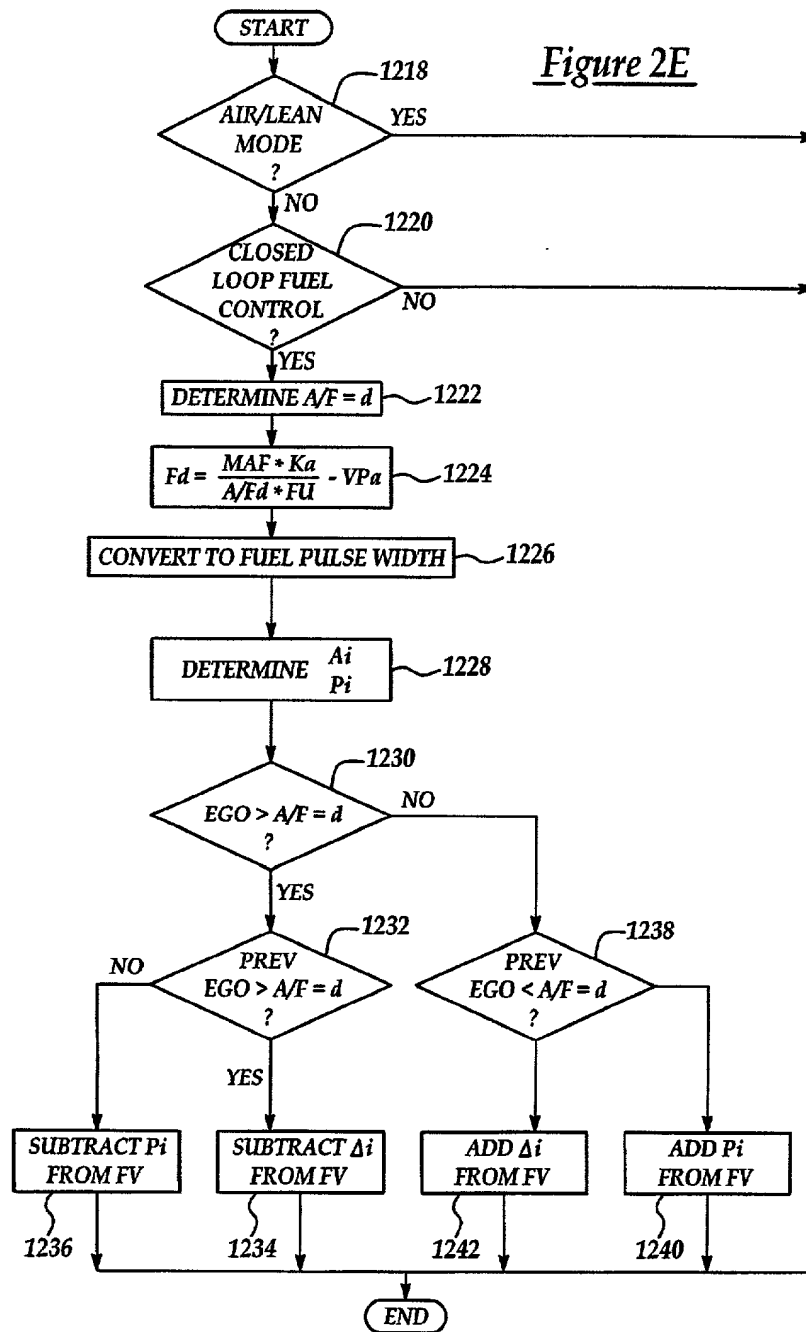 START
Figure 2E
1218
AIR/LEAN
MODE
?
YES
NO
1220
CLOSED
LOOP FUEL
CONTROL
?
NO
YES
DETERMINE A/F = d
1222
Fd = MAF * Ka / A/Fd * FU - VPa
1224
CONVERT TO FUEL PULSE WIDTH
1226
DETERMINE Ai
Pi
1228
1230
EGO > A/F = d
?
NO
YES
1232
PREV
EGO > A/F = d
?
NO
YES
1238
PREV
EGO < A/F = d
?
SUBTRACT Pi
FROM FV
1236
SUBTRACT Δi
FROM FV
1234
ADD Δi
FROM FV
1242
ADD Pi
FROM FV
1240
END